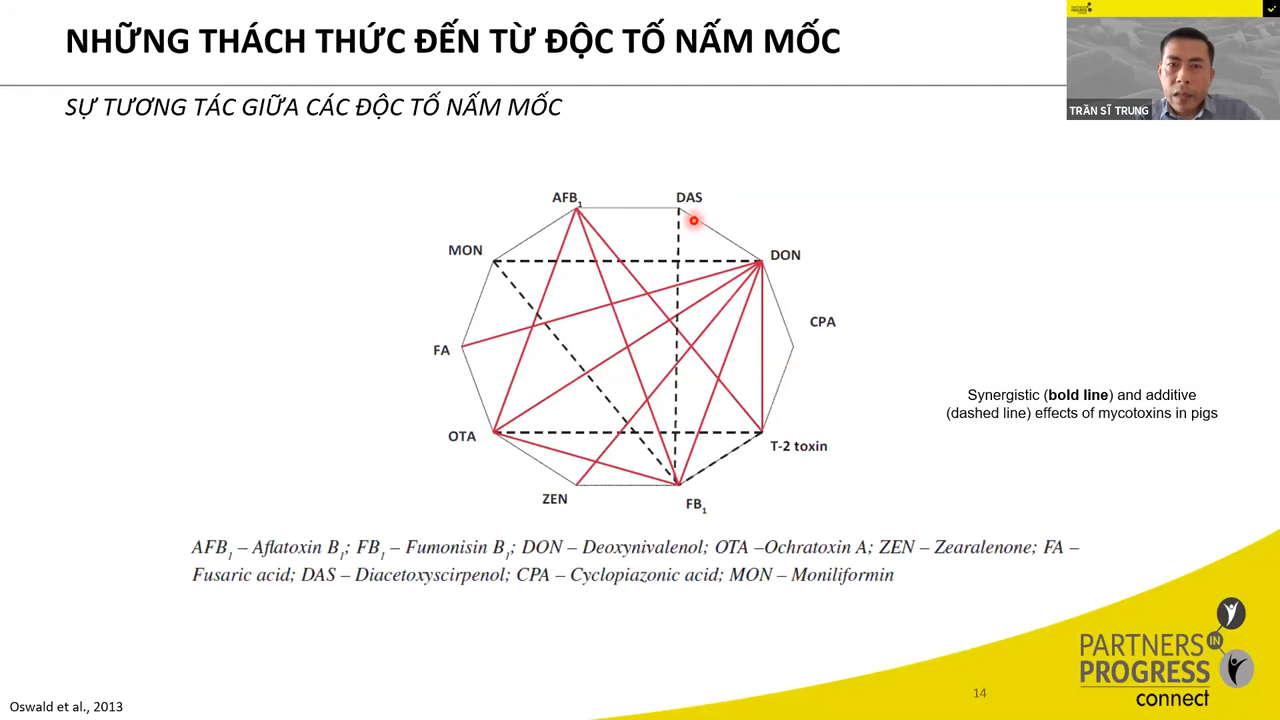 NHỮNG THÁCH THỨC ĐẾN TỪ ĐỘC TỐ NẤM MỐC
SỰ TƯƠNG TÁC GIỮA CÁC ĐỘC TỐ NẤM MỐC
TRẦN SĨ TRUNG
AFB1
DAS
MON
DON
CPA
FA
OTA
T-2 toxin
ZEN
FB1
Synergistic (bold line) and additive
(dashed line) effects of mycotoxins in pigs
AFB1 – Aflatoxin B1; FB1 – Fumonisin B1; DON – Deoxynivalenol; OTA –Ochratoxin A; ZEN – Zearalenone; FA –
Fusaric acid; DAS – Diacetoxyscirpenol; CPA – Cyclopiazonic acid; MON – Moniliformin
PARTNERS IN
PROGRESS
connect
14
Oswald et al., 2013